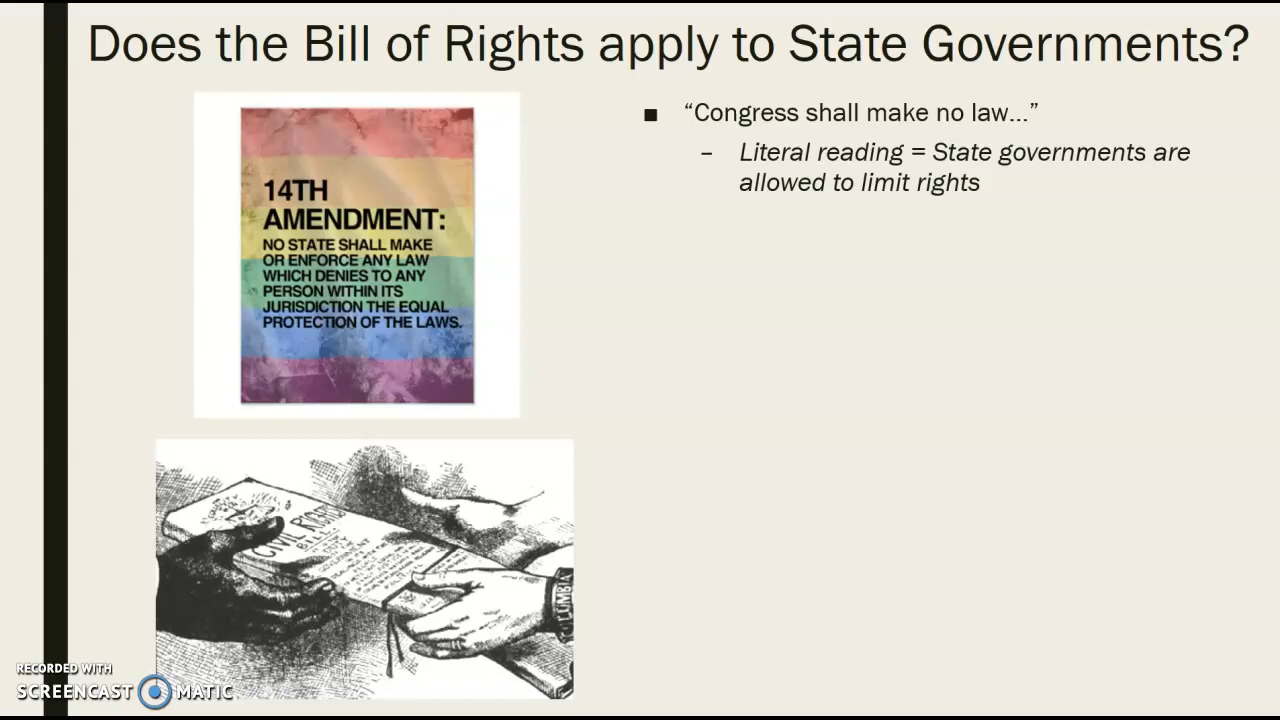 Does the Bill of Rights apply to State Governments?
14TH
AMENDMENT:
NO STATE SHALL MAKE
OR ENFORCE ANY LAW
WHICH DENIES TO ANY
PERSON WITHIN ITS
JURISDICTION THE EQUAL
PROTECTION OF THE LAWS.
■ “Congress shall make no law…”
– Literal reading = State governments are
allowed to limit rights
CIVIL RIGHTS
BILL
COLUMBIA
RECORDED WITH
SCREENCAST MATIC